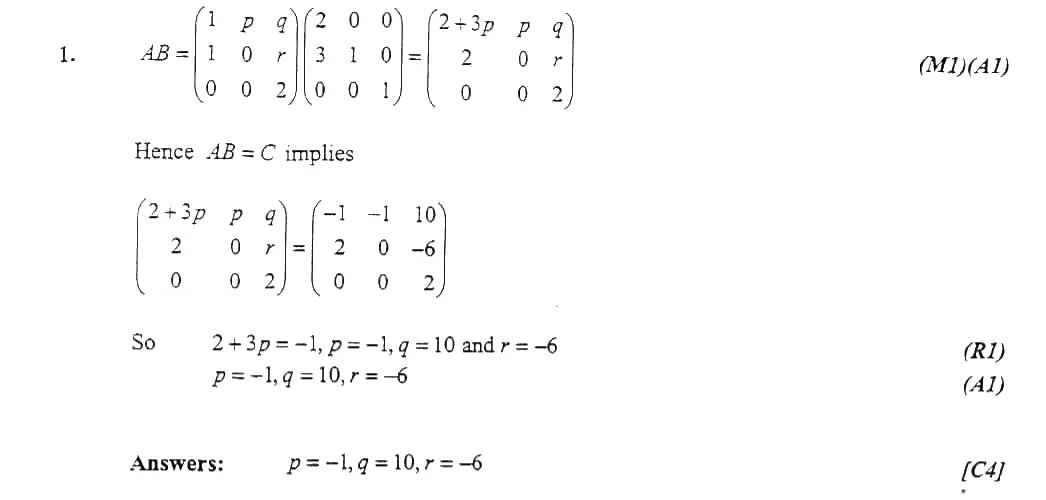 1. AB = (1 p q; 1 0 r; 0 0 2)(2 0 0; 3 1 0; 0 0 1) = (2+3p p q; 2 0 r; 0 0 2) (M1)(A1)
Hence AB = C implies
(2+3p p q; 2 0 r; 0 0 2) = (−1 −1 10; 2 0 −6; 0 0 2)
So 2+3p = −1, p = −1, q = 10 and r = −6 (R1)
p = −1, q = 10, r = −6 (A1)
Answers: p = −1, q = 10, r = −6 [C4]